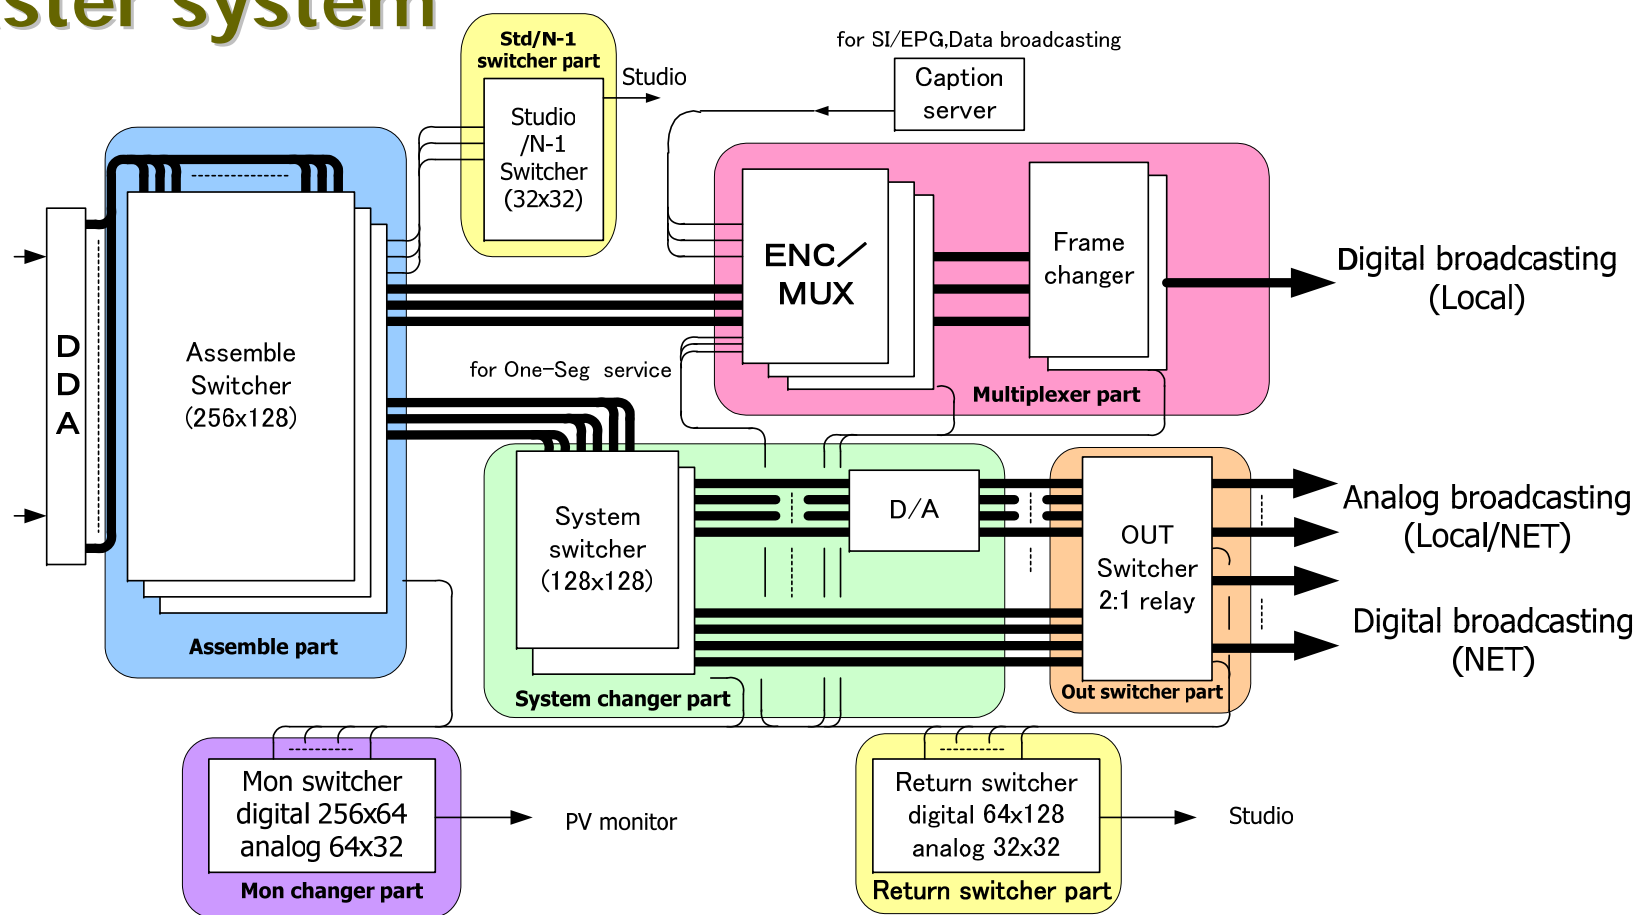 ster system
Std/N-1
switcher part
Studio
/N-1
Switcher
(32x32)
Studio
for SI/EPG,Data broadcasting
Caption
server
D
D
A
Assemble
Switcher
(256x128)
Assemble part
ENC／
MUX
Frame
changer
Multiplexer part
Digital broadcasting
(Local)
for One-Seg service
System
switcher
(128x128)
System changer part
D/A
OUT
Switcher
2:1 relay
Out switcher part
Analog broadcasting
(Local/NET)
Digital broadcasting
(NET)
Mon switcher
digital 256x64
analog 64x32
Mon changer part
PV monitor
Return switcher
digital 64x128
analog 32x32
Return switcher part
Studio